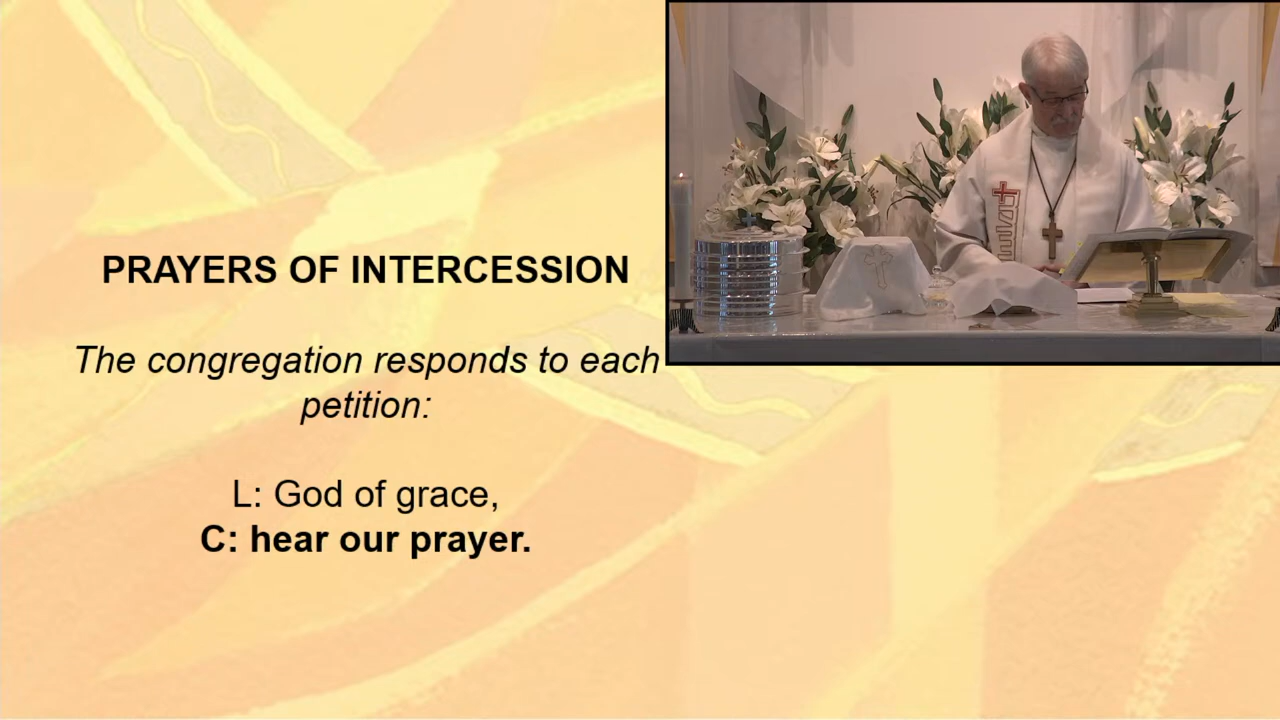 PRAYERS OF INTERCESSION
The congregation responds to each
petition:
L: God of grace,
C: hear our prayer.